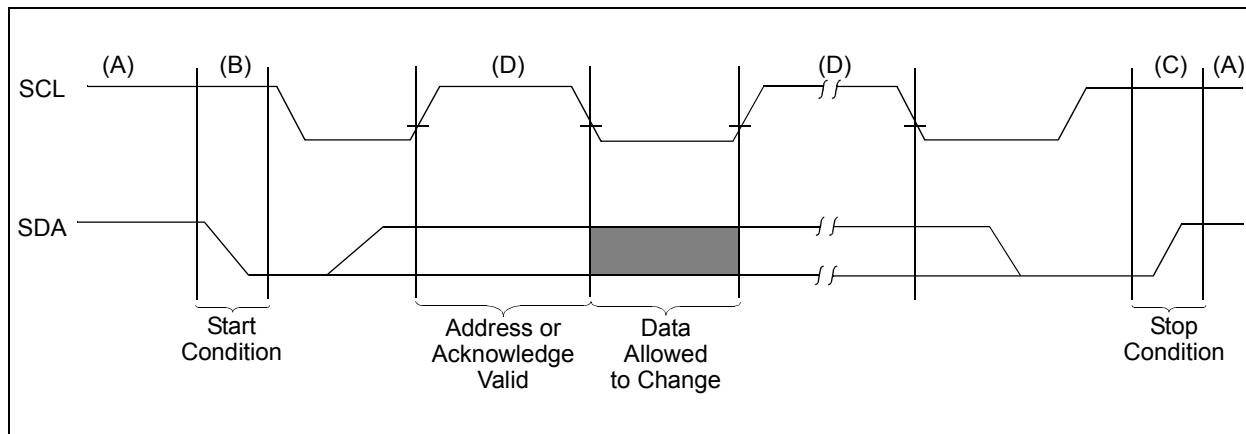 (A) (B) (D) (D) (C) (A)
SCL
SDA
Start
Condition
Address or
Acknowledge
Valid
Data
Allowed
to Change
Stop
Condition